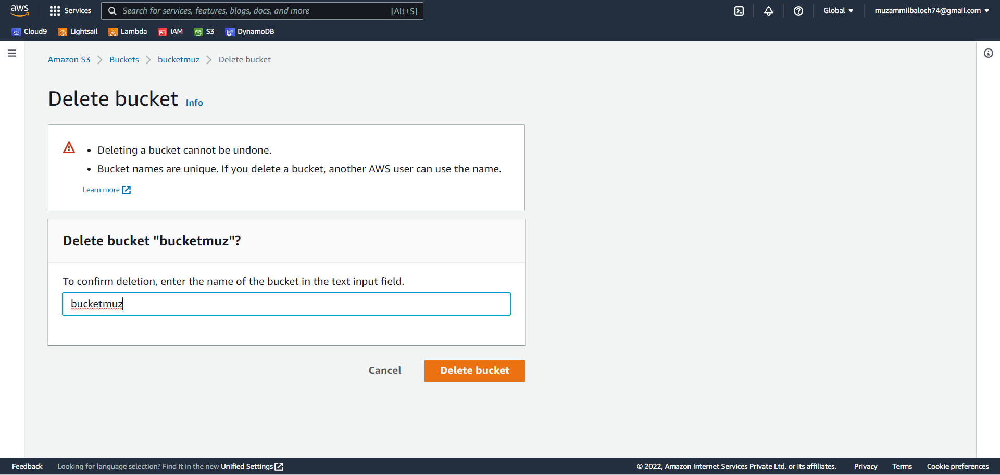 aws Services Search for services, features, blogs, docs, and more [Alt+S] Global muzammilbaloch74@gmail.com
Cloud9 Lightsail Lambda IAM S3 DynamoDB
Amazon S3 Buckets bucketmuz Delete bucket
Delete bucket Info
Deleting a bucket cannot be undone.
Bucket names are unique. If you delete a bucket, another AWS user can use the name.
Learn more
Delete bucket "bucketmuz"?
To confirm deletion, enter the name of the bucket in the text input field.
bucketmuz
Cancel Delete bucket
Feedback Looking for language selection? Find it in the new Unified Settings © 2022, Amazon Internet Services Private Ltd. or its affiliates. Privacy Terms Cookie preferences